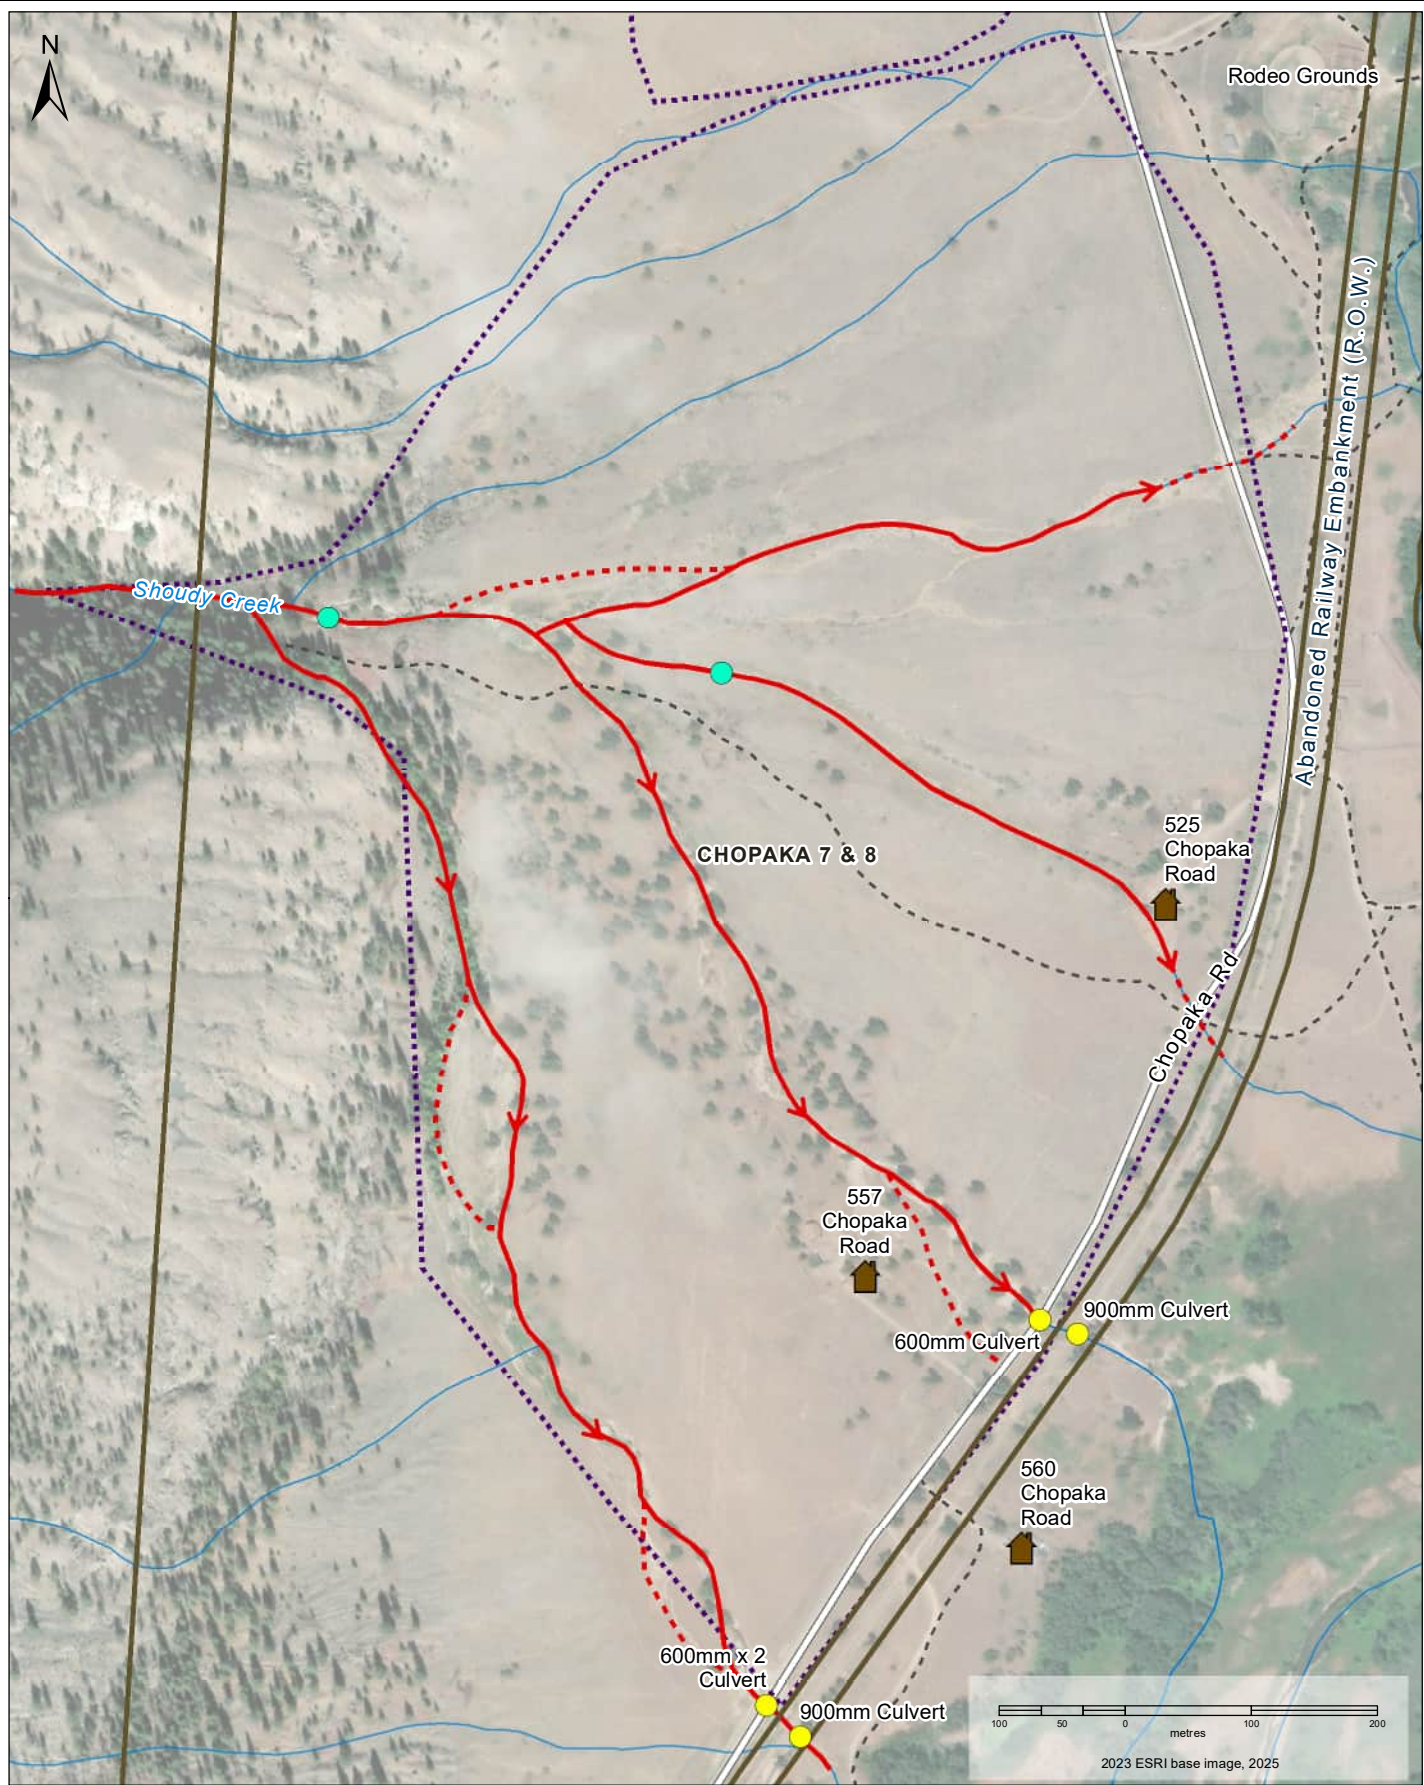 N
Rodeo Grounds
Abandoned Railway Embankment (R.O.W.)
Shoudy Creek
525
Chopaka
Road
CHOPAKA 7 & 8
Chopaka Rd
557
Chopaka
Road
900mm Culvert
600mm Culvert
560
Chopaka
Road
600mm x 2
Culvert
900mm Culvert
100 50 0 100 200
metres
2023 ESRI base image, 2025